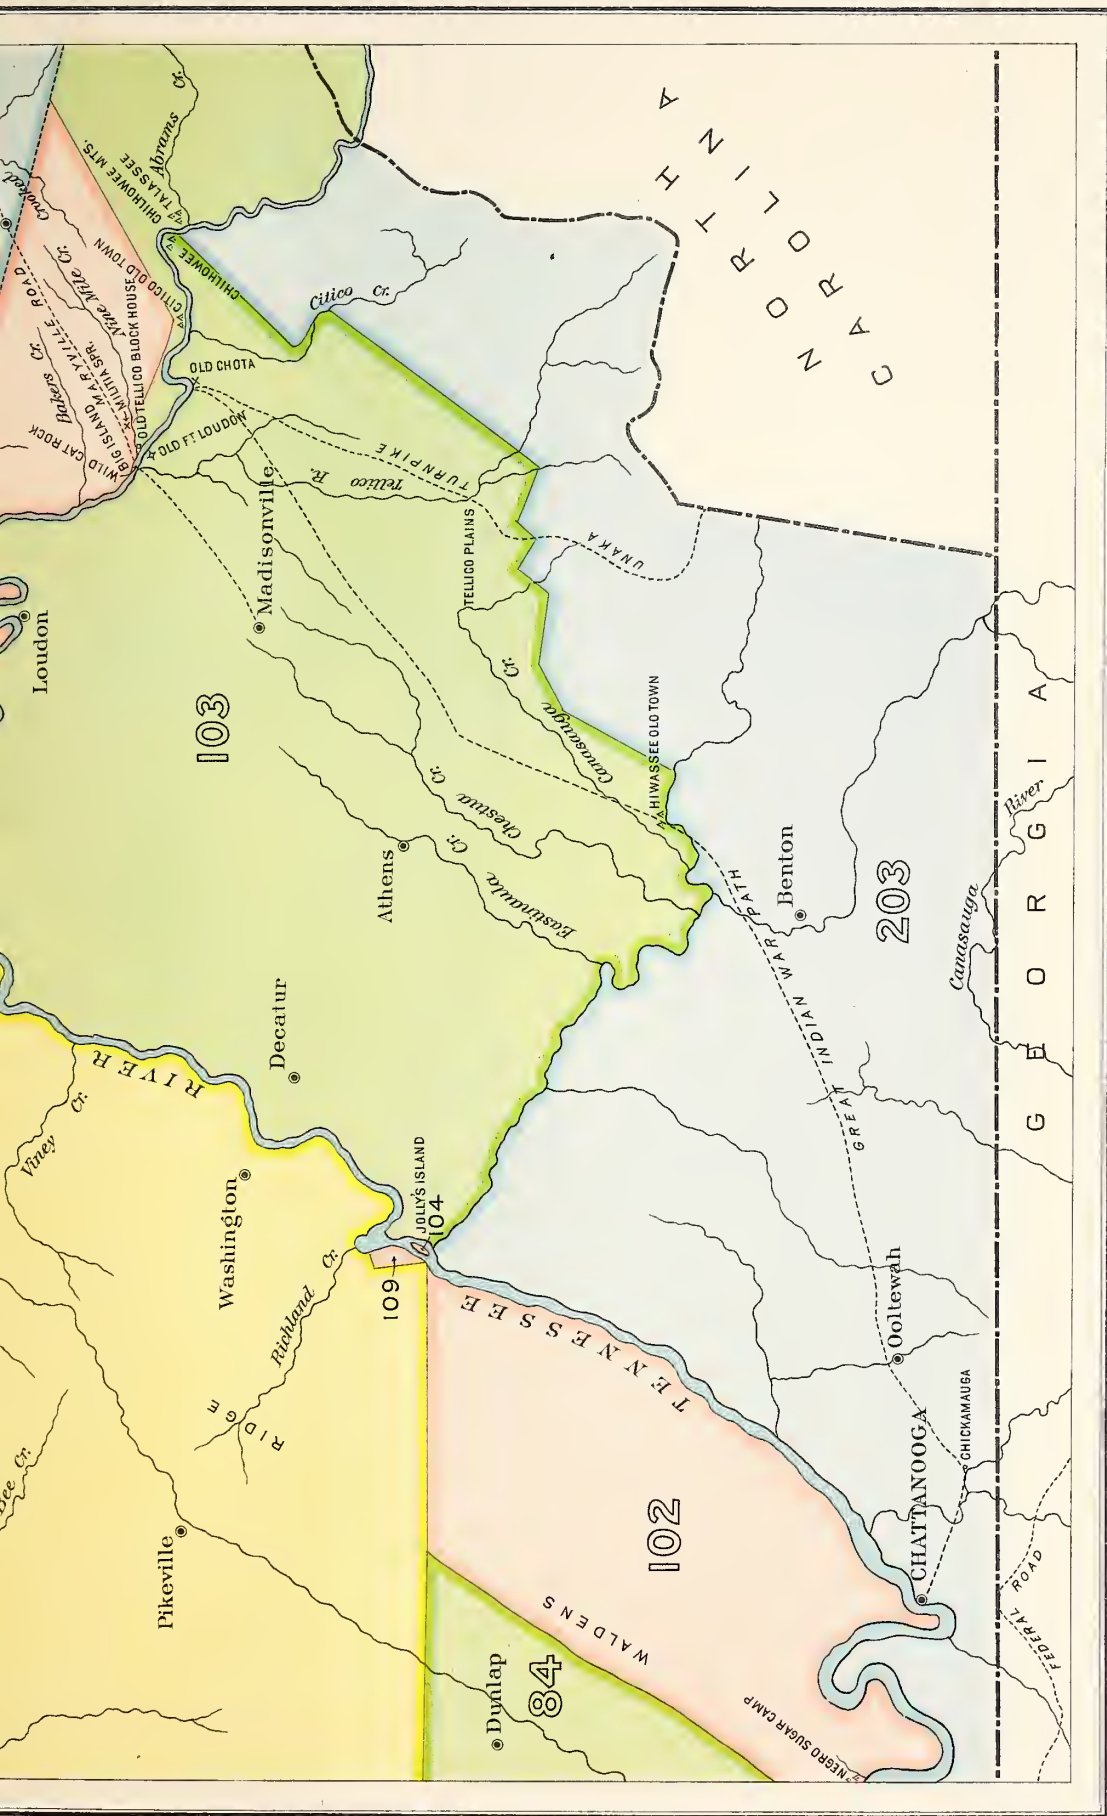 Abrams Cr.
CHILHOWEE MTS.
TALASSEE
CHILHOWEE
Crooked
Nine Mile Cr.
CITICO OLD TOWN
Bakers Cr.
MARYVILLE ROAD
MILITIA SPR.
OLD TELLICO BLOCK HOUSE
BIG ISLAND
WILD CAT ROCK
OLD FT. LOUDON
OLD CHOTA
Citico Cr.
NORTH
CAROLINA
Loudon
Madisonville
Tellico R.
TURNPIKE
TELLICO PLAINS
UNAKA
103
Athens
Chestua Cr.
Eastinaula Cr.
Canasauga Cr.
HIWASSEE OLD TOWN
Benton
203
GREAT INDIAN WAR PATH
Canasauga River
GEORGIA
Decatur
RIVER
Viney Cr.
Washington
Richland Cr.
JOLLY'S ISLAND
104
109
TENNESSEE
Ooltewah
CHICKAMAUGA
CHATTANOOGA
FEDERAL ROAD
102
WALDENS
RIDGE
Bee Cr.
Pikeville
Dunlap
84
NEGRO SUGAR CAMP